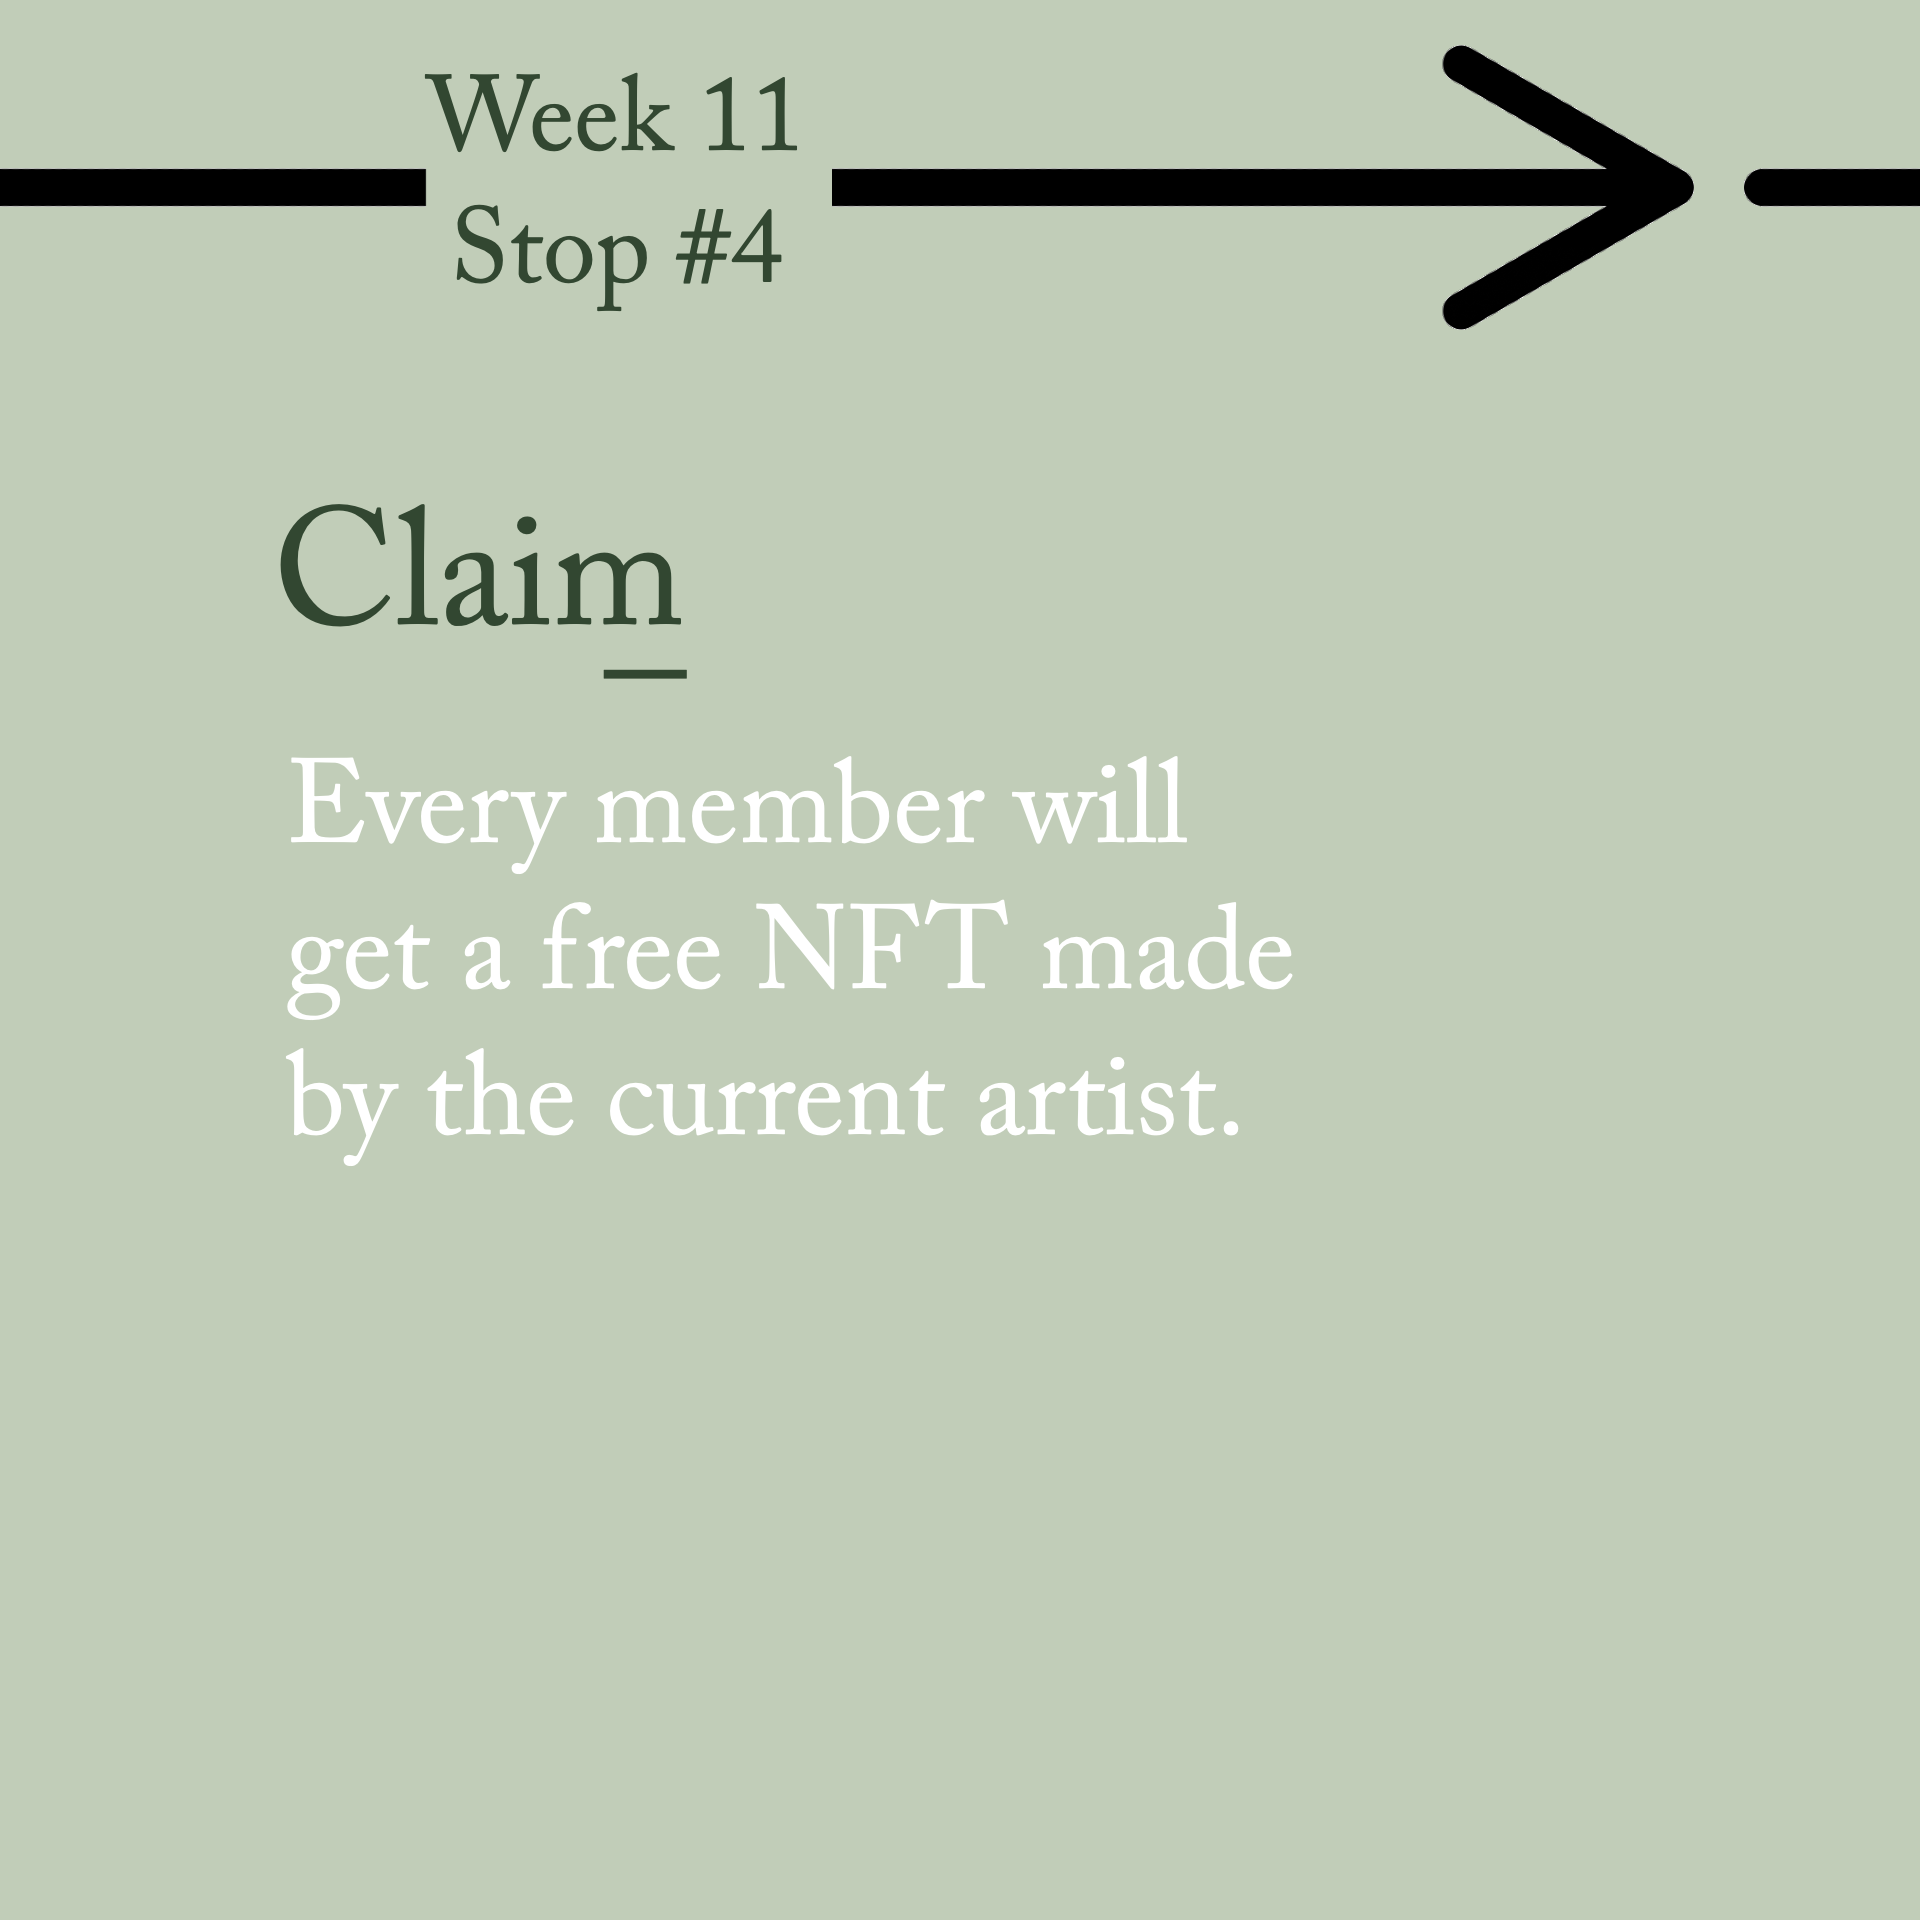 Week 11
Stop #4
Claim
Every member will
get a free NFT made
by the current artist.